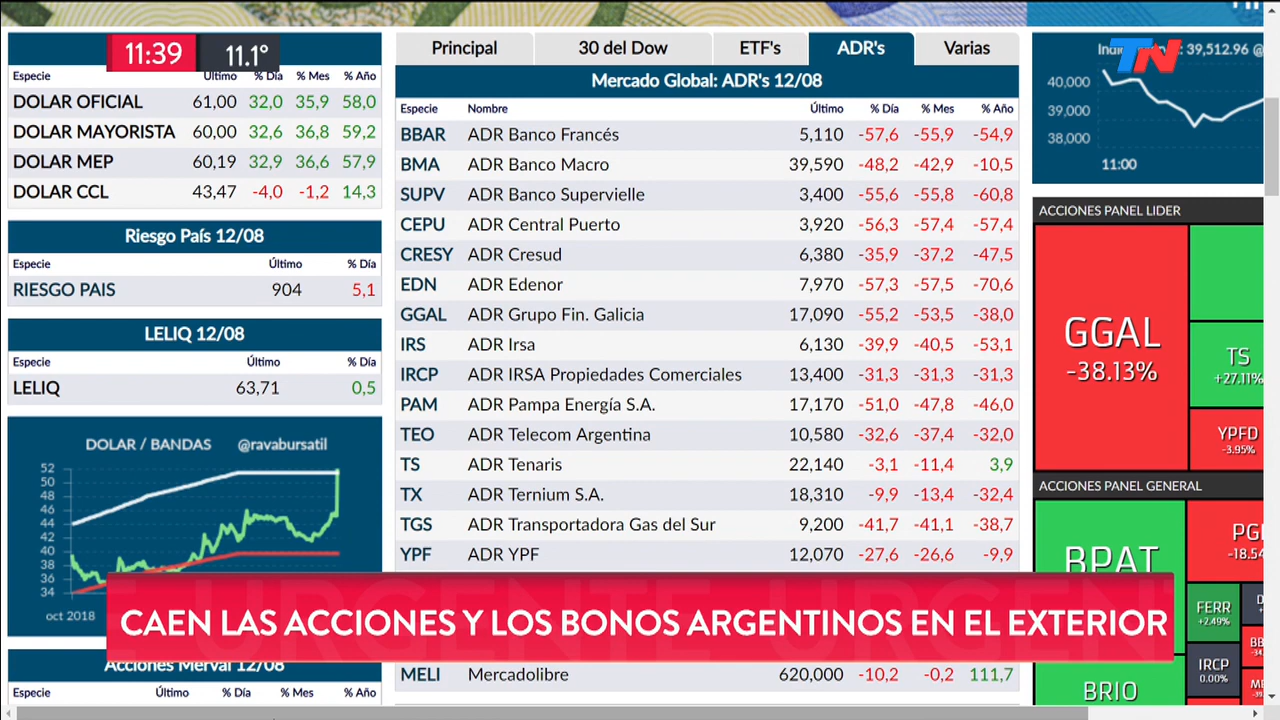 11:39 11.1°
Especie Último % Día % Mes % Año
DOLAR OFICIAL 61,00 32,0 35,9 58,0
DOLAR MAYORISTA 60,00 32,6 36,8 59,2
DOLAR MEP 60,19 32,9 36,6 57,9
DOLAR CCL 43,47 -4,0 -1,2 14,3
Riesgo País 12/08
Especie Último % Día
RIESGO PAIS 904 5,1
LELIQ 12/08
Especie Último % Día
LELIQ 63,71 0,5
DOLAR / BANDAS @ravabursatil
52
50
48
46
44
42
40
38
36
34
oct 2018
Acciones Merval 12/08
Especie Último % Día % Mes % Año
Principal 30 del Dow ETF's ADR's Varias
Mercado Global: ADR's 12/08
Especie Nombre Último % Día % Mes % Año
BBAR ADR Banco Francés 5,110 -57,6 -55,9 -54,9
BMA ADR Banco Macro 39,590 -48,2 -42,9 -10,5
SUPV ADR Banco Supervielle 3,400 -55,6 -55,8 -60,8
CEPU ADR Central Puerto 3,920 -56,3 -57,4 -57,4
CRESY ADR Cresud 6,380 -35,9 -37,2 -47,5
EDN ADR Edenor 7,970 -57,3 -57,5 -70,6
GGAL ADR Grupo Fin. Galicia 17,090 -55,2 -53,5 -38,0
IRS ADR Irsa 6,130 -39,9 -40,5 -53,1
IRCP ADR IRSA Propiedades Comerciales 13,400 -31,3 -31,3 -31,3
PAM ADR Pampa Energía S.A. 17,170 -51,0 -47,8 -46,0
TEO ADR Telecom Argentina 10,580 -32,6 -37,4 -32,0
TS ADR Tenaris 22,140 -3,1 -11,4 3,9
TX ADR Ternium S.A. 18,310 -9,9 -13,4 -32,4
TGS ADR Transportadora Gas del Sur 9,200 -41,7 -41,1 -38,7
YPF ADR YPF 12,070 -27,6 -26,6 -9,9
URGENTE URGENT
CAEN LAS ACCIONES Y LOS BONOS ARGENTINOS EN EL EXTERIOR
MELI Mercadolibre 620,000 -10,2 -0,2 111,7
TN
39,512.96 @
40,000
39,000
38,000
11:00
ACCIONES PANEL LIDER
GGAL
-38.13%
TS
+27.11%
YPFD
-3.95%
ACCIONES PANEL GENERAL
BPAT
-18.54
FERR
+2.49%
IRCP
0.00%
BRIO